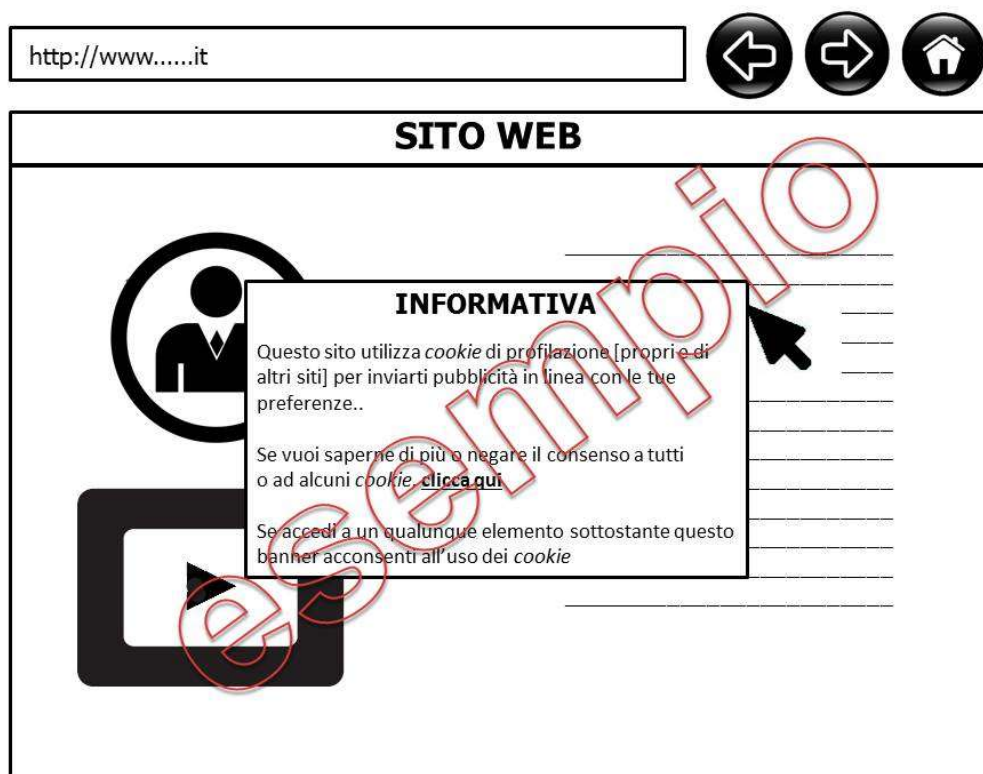 http://www......it
SITO WEB
INFORMATIVA
Questo sito utilizza cookie di profilazione [propri e di
altri siti] per inviarti pubblicità in linea con le tue
preferenze..
Se vuoi saperne di più o negare il consenso a tutti
o ad alcuni cookie, clicca qui
Se accedi a un qualunque elemento sottostante questo
banner acconsenti all'uso dei cookie
esempio